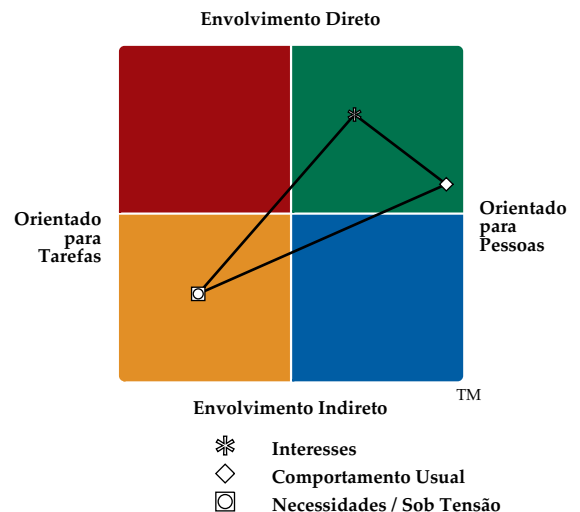 Envolvimento Direto
Orientado
para
Tarefas
Orientado
para
Pessoas
TM
Envolvimento Indireto
Interesses
Comportamento Usual
Necessidades / Sob Tensão